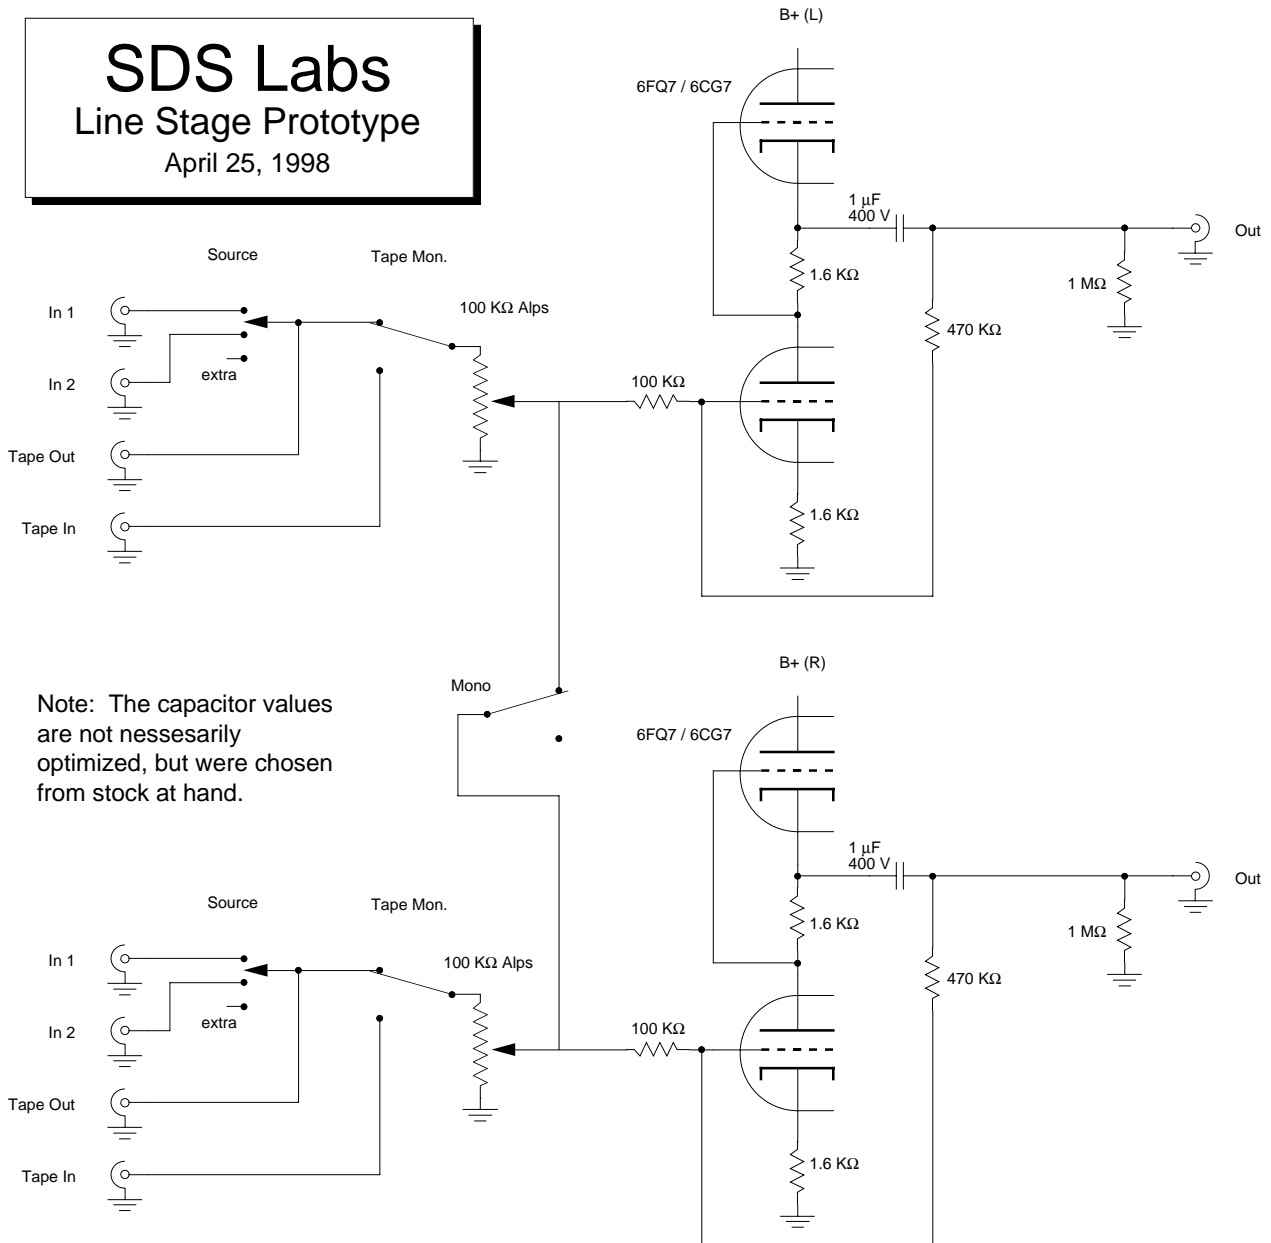 SDS Labs
Line Stage Prototype
April 25, 1998
B+ (L)
6FQ7 / 6CG7
1 μF
400 V
Out
Source
Tape Mon.
1.6 KΩ
1 MΩ
In 1
100 KΩ Alps
470 KΩ
extra
In 2
100 KΩ
Tape Out
1.6 KΩ
Tape In
B+ (R)
Mono
Note: The capacitor values
are not nessesarily
optimized, but were chosen
from stock at hand.
6FQ7 / 6CG7
1 μF
400 V
Out
Source
Tape Mon.
1.6 KΩ
1 MΩ
In 1
100 KΩ Alps
470 KΩ
extra
In 2
100 KΩ
Tape Out
1.6 KΩ
Tape In